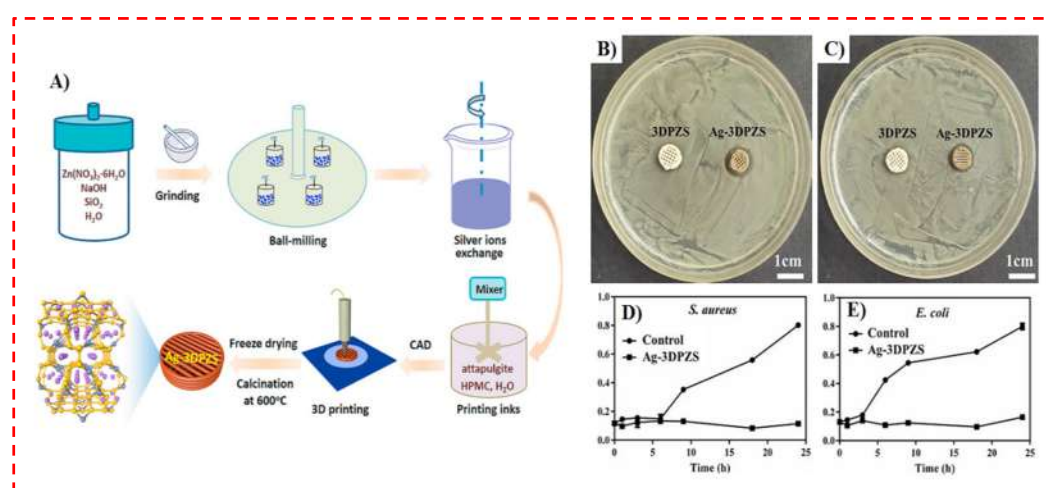 A)
Zn(NO3)2·6H2O
NaOH
SiO2
H2O
Grinding
Ball-milling
Silver ions
exchange
Mixer
attapulgite
HPMC, H2O
Printing inks
CAD
3D printing
Freeze drying
Calcination
at 600°C
Ag-3DPZS
B)
3DPZS
Ag-3DPZS
1cm
C)
3DPZS
Ag-3DPZS
1cm
D)
S. aureus
Control
Ag-3DPZS
1.0
0.8
0.6
0.4
0.2
0.0
0 5 10 15 20 25
Time (h)
E)
E. coli
Control
Ag-3DPZS
1.0
0.8
0.6
0.4
0.2
0.0
0 5 10 15 20 25
Time (h)